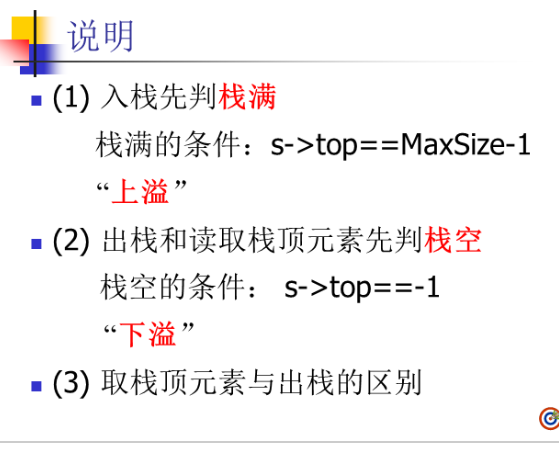 说明
(1) 入栈先判栈满
栈满的条件：s->top==MaxSize-1
“上溢”
(2) 出栈和读取栈顶元素先判栈空
栈空的条件： s->top==-1
“下溢”
(3) 取栈顶元素与出栈的区别